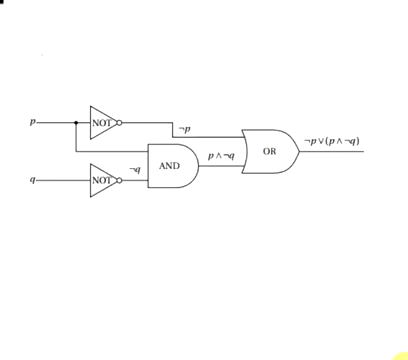 p
NOT
¬p
¬p∨(p∧¬q)
OR
p∧¬q
¬q
AND
q
NOT